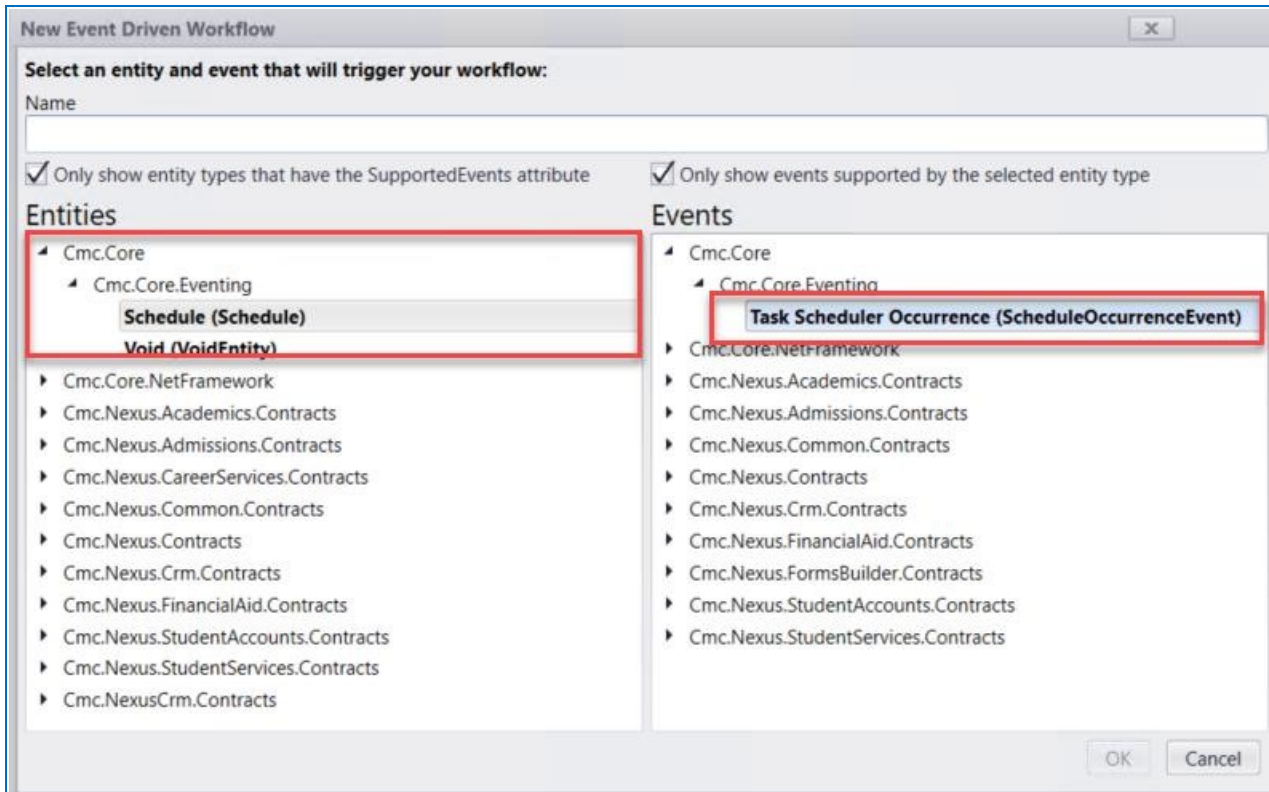 New Event Driven Workflow
Select an entity and event that will trigger your workflow:
Name
Only show entity types that have the SupportedEvents attribute
Only show events supported by the selected entity type
Entities
Cmc.Core
Cmc.Core.Eventing
Schedule (Schedule)
Void (VoidEntity)
Cmc.Core.NetFramework
Cmc.Nexus.Academics.Contracts
Cmc.Nexus.Admissions.Contracts
Cmc.Nexus.CareerServices.Contracts
Cmc.Nexus.Common.Contracts
Cmc.Nexus.Contracts
Cmc.Nexus.Crm.Contracts
Cmc.Nexus.FinancialAid.Contracts
Cmc.Nexus.StudentAccounts.Contracts
Cmc.Nexus.StudentServices.Contracts
Cmc.NexusCrm.Contracts
Events
Cmc.Core
Cmc.Core.Eventing
Task Scheduler Occurrence (ScheduleOccurrenceEvent)
Cmc.Core.NetFramework
Cmc.Nexus.Academics.Contracts
Cmc.Nexus.Admissions.Contracts
Cmc.Nexus.Common.Contracts
Cmc.Nexus.Contracts
Cmc.Nexus.Crm.Contracts
Cmc.Nexus.FinancialAid.Contracts
Cmc.Nexus.FormsBuilder.Contracts
Cmc.Nexus.StudentAccounts.Contracts
Cmc.Nexus.StudentServices.Contracts
OK
Cancel